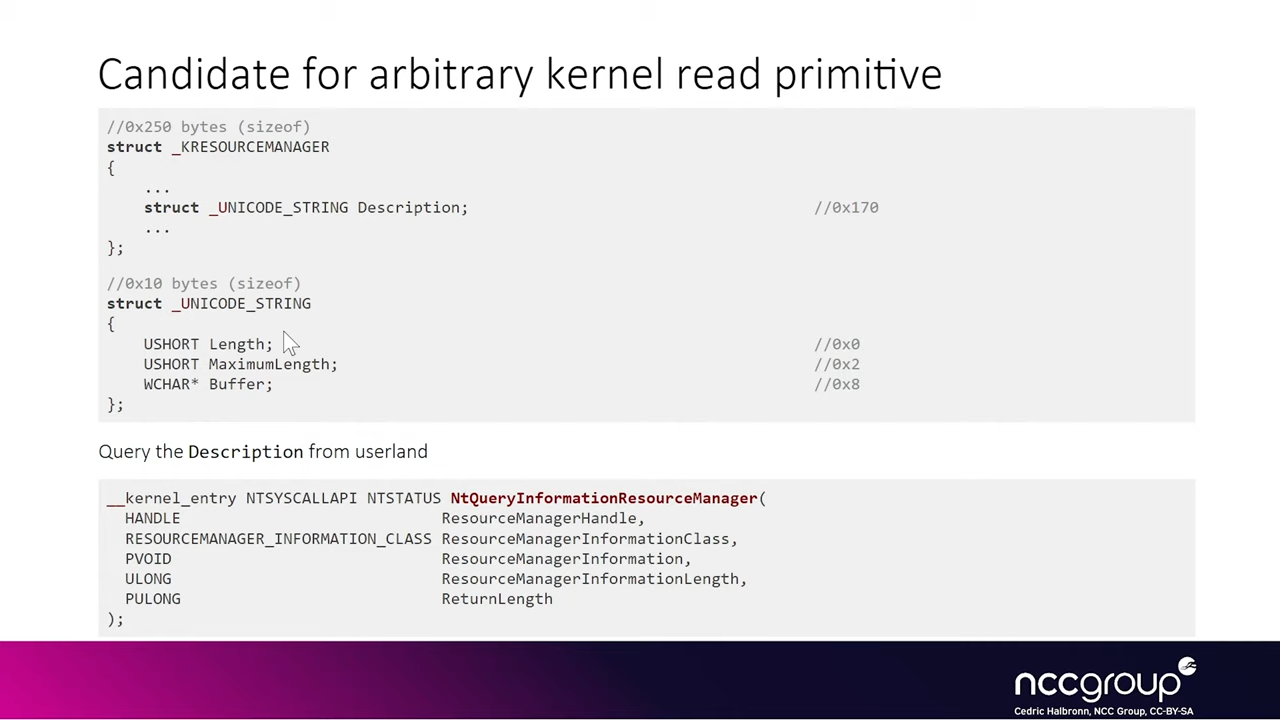 Candidate for arbitrary kernel read primitive
//0x250 bytes (sizeof)
struct _KRESOURCEMANAGER
{
...
struct _UNICODE_STRING Description; //0x170
...
};
//0x10 bytes (sizeof)
struct _UNICODE_STRING
{
USHORT Length; //0x0
USHORT MaximumLength; //0x2
WCHAR* Buffer; //0x8
};
Query the Description from userland
__kernel_entry NTSYSCALLAPI NTSTATUS NtQueryInformationResourceManager(
HANDLE ResourceManagerHandle,
RESOURCEMANAGER_INFORMATION_CLASS ResourceManagerInformationClass,
PVOID ResourceManagerInformation,
ULONG ResourceManagerInformationLength,
PULONG ReturnLength
);
nccgroup
Cedric Halbronn, NCC Group, CC-BY-SA